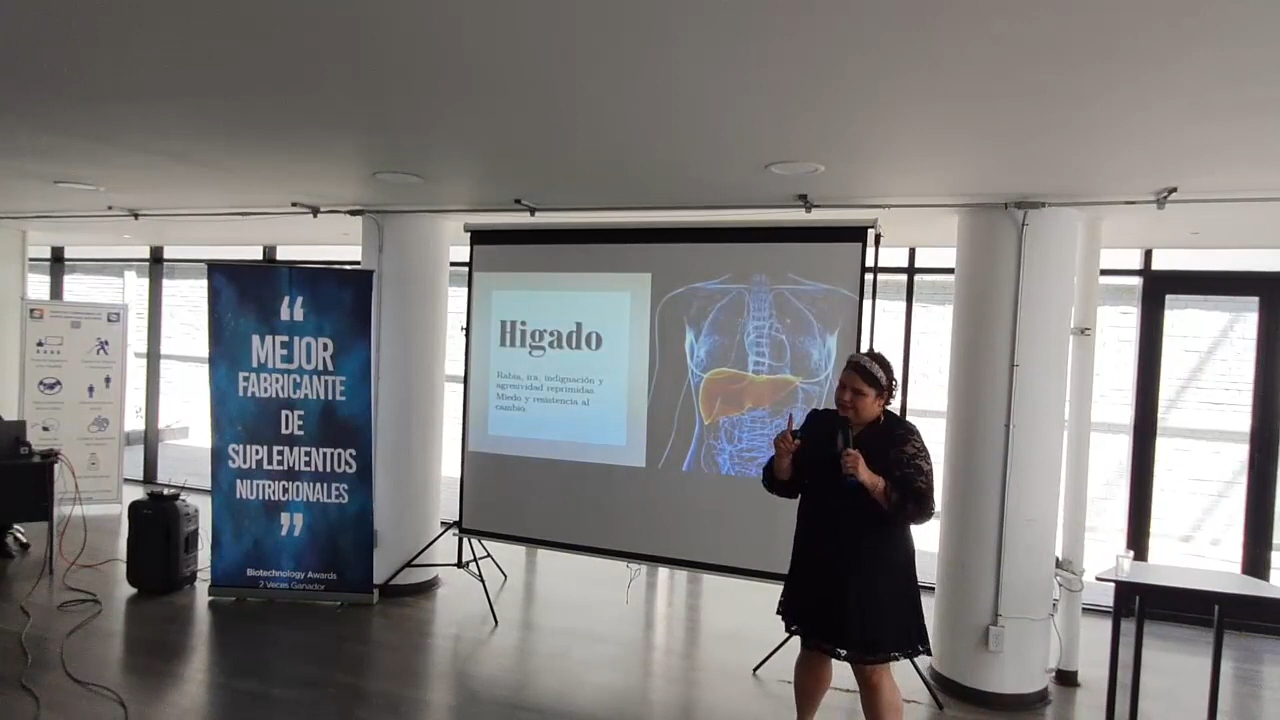 “
MEJOR
FABRICANTE
DE
SUPLEMENTOS
NUTRICIONALES
”
Biotechnology Awards
2 Veces Ganador
Higado
Rabia, ira, indignación y
agresividad reprimidas.
Miedo y resistencia al
cambio.